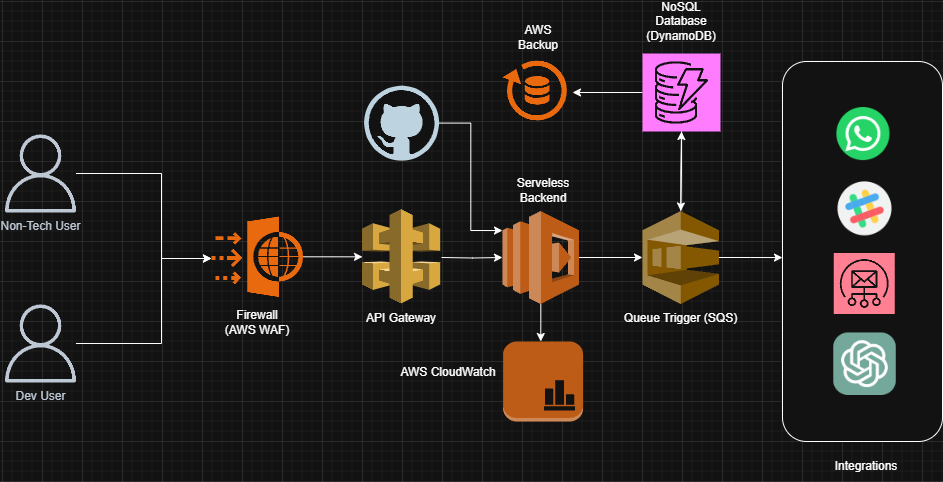 NoSQL
Database
(DynamoDB)
AWS
Backup
Serveless
Backend
Non-Tech User
Firewall
(AWS WAF)
API Gateway
Queue Trigger (SQS)
AWS CloudWatch
Dev User
Integrations